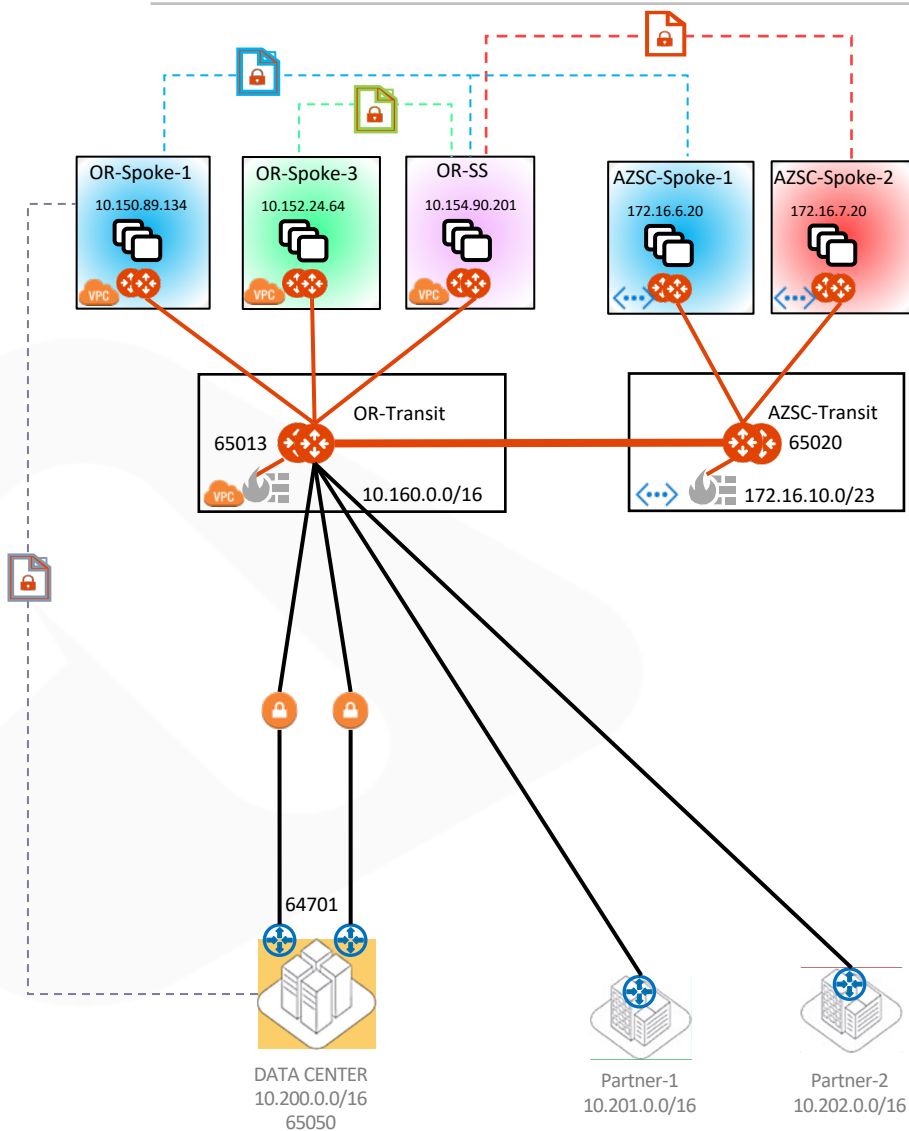 OR-Spoke-1
10.150.89.134
VPC
OR-Spoke-3
10.152.24.64
VPC
OR-SS
10.154.90.201
VPC
AZSC-Spoke-1
172.16.6.20
AZSC-Spoke-2
172.16.7.20
OR-Transit
65013
VPC
10.160.0.0/16
AZSC-Transit
65020
172.16.10.0/23
64701
DATA CENTER
10.200.0.0/16
65050
Partner-1
10.201.0.0/16
Partner-2
10.202.0.0/16